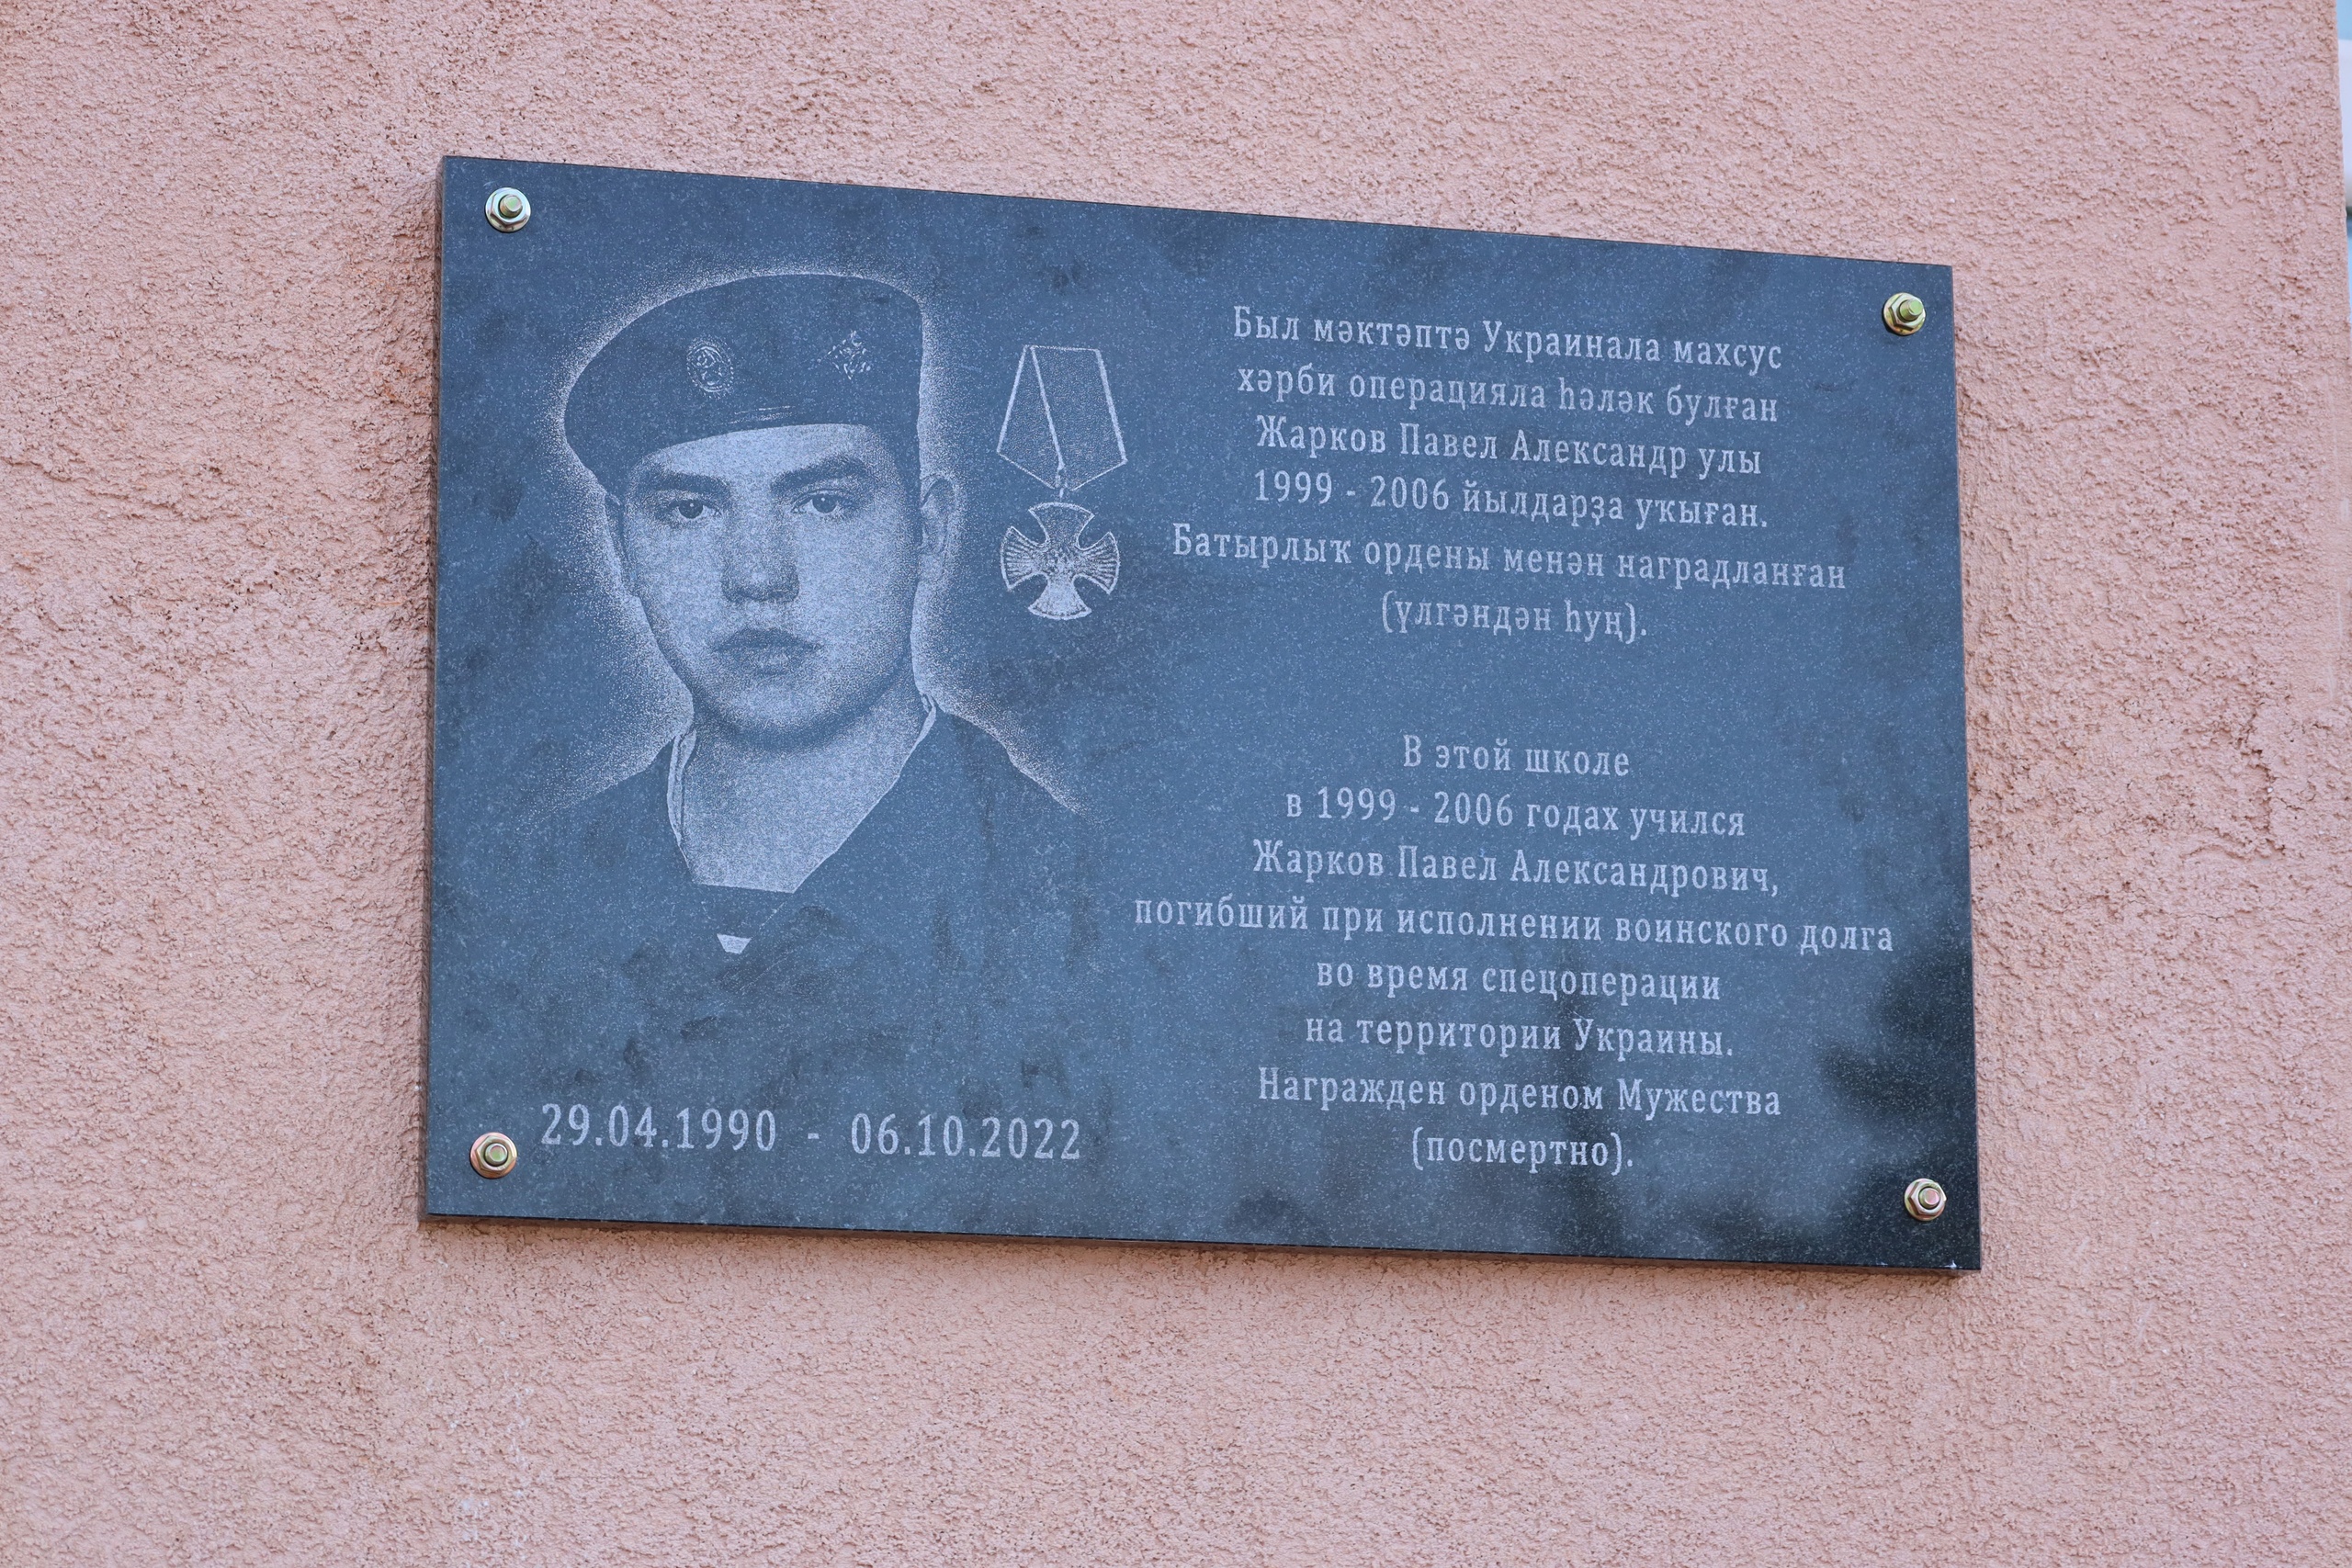 Был мәктәптә Украинала махсус
хәрби операцияла һәләк булған
Жарков Павел Александр улы
1999 - 2006 йылдарҙа уҡыған.
Батырлыҡ ордены менән наградланған
(үлгәндән һуң).
В этой школе
в 1999 - 2006 годах учился
Жарков Павел Александрович,
погибший при исполнении воинского долга
во время спецоперации
на территории Украины.
Награжден орденом Мужества
(посмертно).
29.04.1990 - 06.10.2022